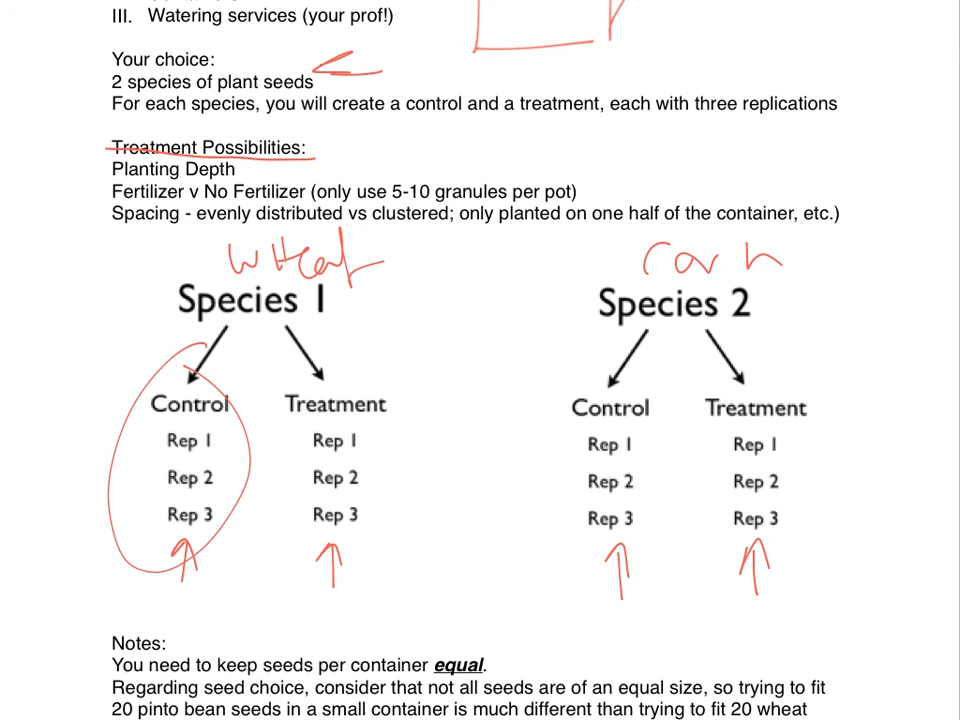 III. Watering services (your prof!)
Your choice:
2 species of plant seeds
For each species, you will create a control and a treatment, each with three replications
Treatment Possibilities:
Planting Depth
Fertilizer v No Fertilizer (only use 5-10 granules per pot)
Spacing - evenly distributed vs clustered; only planted on one half of the container, etc.)
wheat corn
Species 1 Species 2
Control Treatment Control Treatment
Rep 1 Rep 1 Rep 1 Rep 1
Rep 2 Rep 2 Rep 2 Rep 2
Rep 3 Rep 3 Rep 3 Rep 3
Notes:
You need to keep seeds per container equal.
Regarding seed choice, consider that not all seeds are of an equal size, so trying to fit
20 pinto bean seeds in a small container is much different than trying to fit 20 wheat